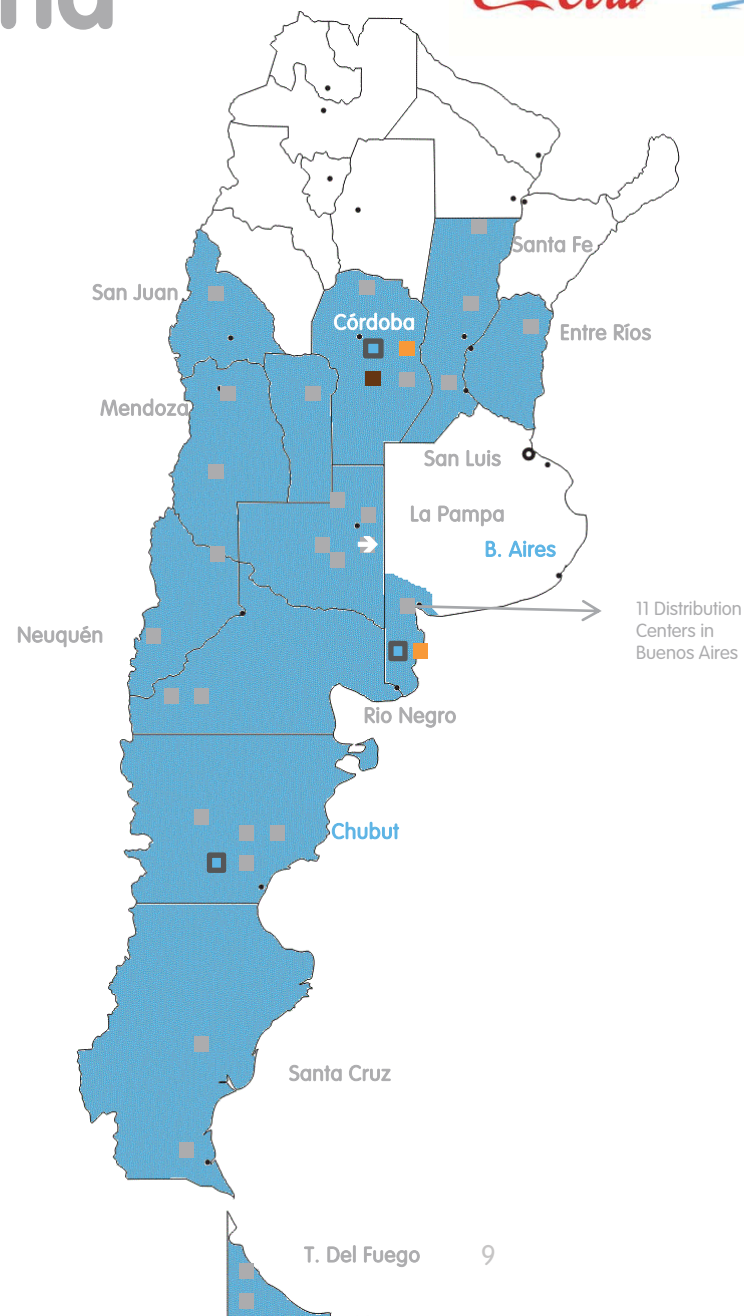 Santa Fe
San Juan
Córdoba
Entre Ríos
Mendoza
San Luis
La Pampa
B. Aires
11 Distribution
Centers in
Buenos Aires
Neuquén
Rio Negro
Chubut
Santa Cruz
T. Del Fuego
9